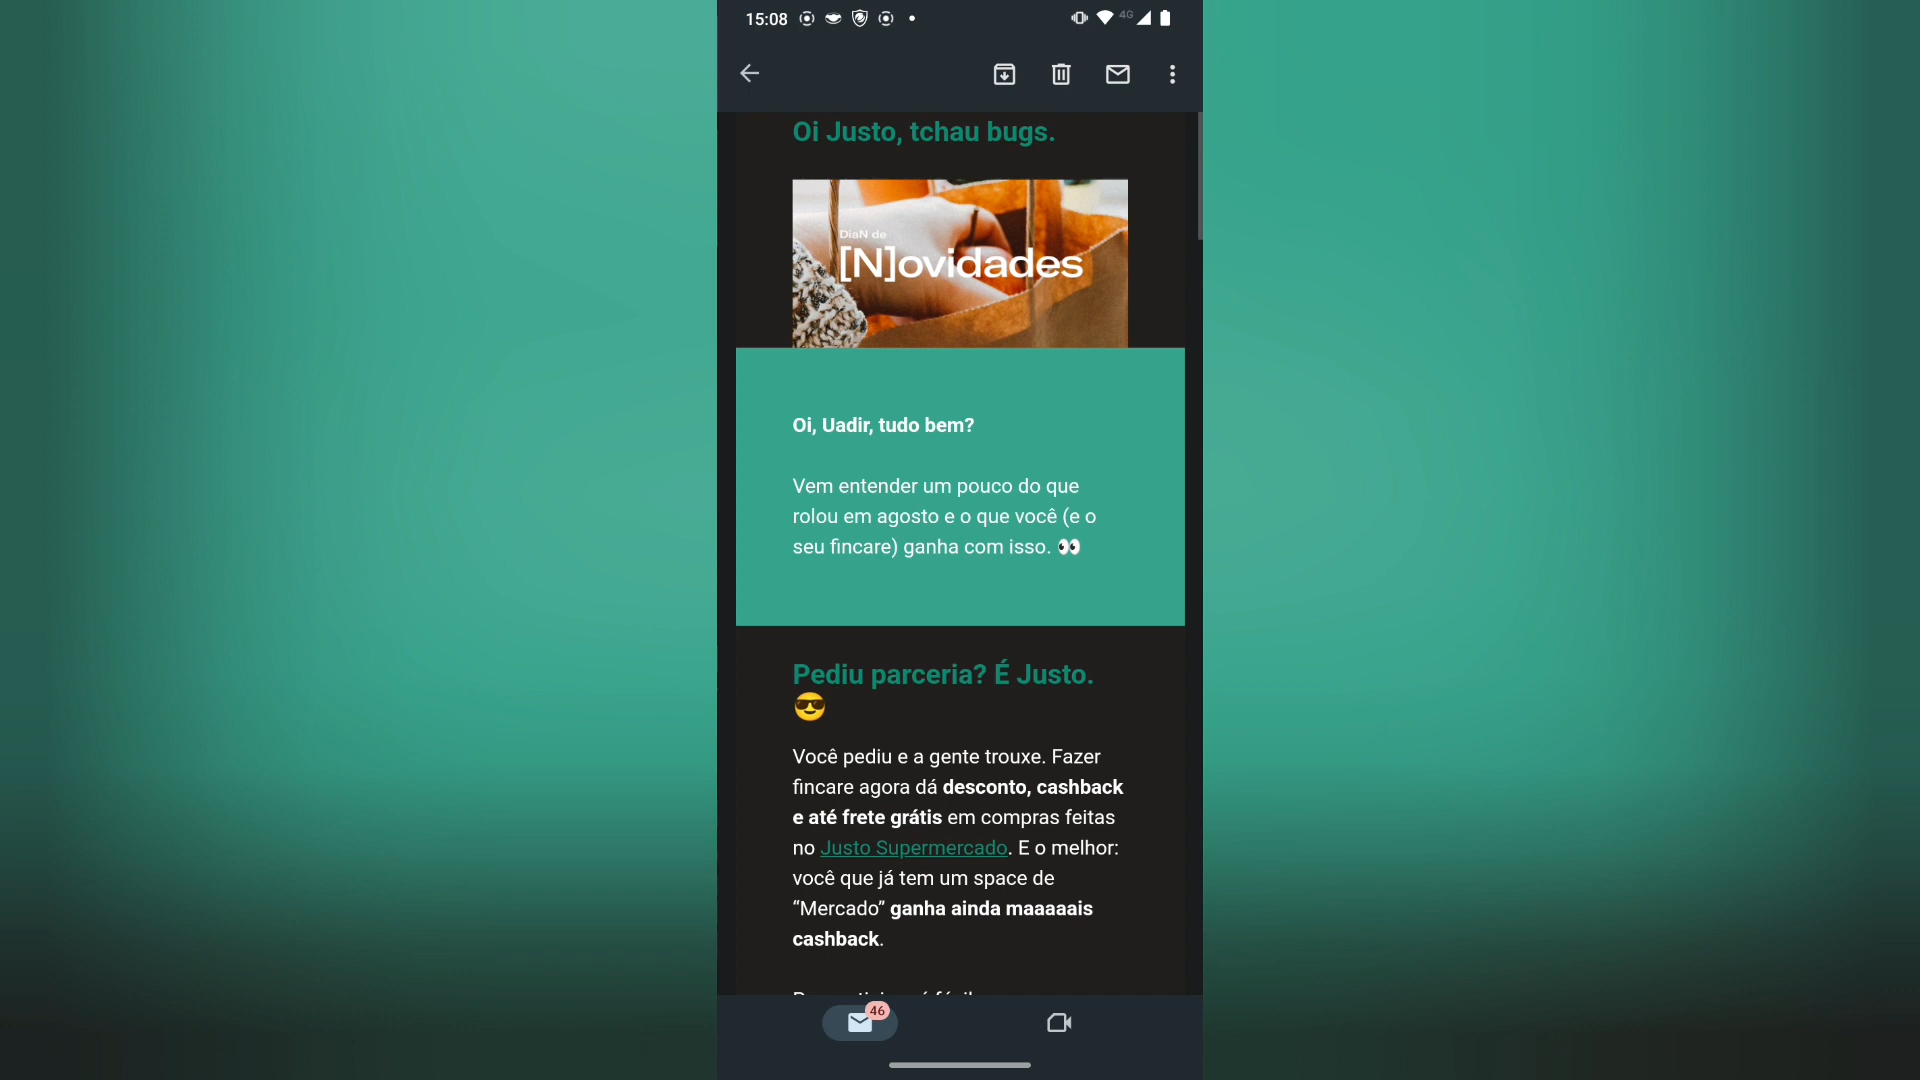 15:08
4G
Oi Justo, tchau bugs.
DiaN de
[N]ovidades
Oi, Uadir, tudo bem?
Vem entender um pouco do que
rolou em agosto e o que você (e o
seu fincare) ganha com isso. 👀
Pediu parceria? É Justo.
😎
Você pediu e a gente trouxe. Fazer
fincare agora dá desconto, cashback
e até frete grátis em compras feitas
no Justo Supermercado. E o melhor:
você que já tem um space de
“Mercado” ganha ainda maaaaais
cashback.
46